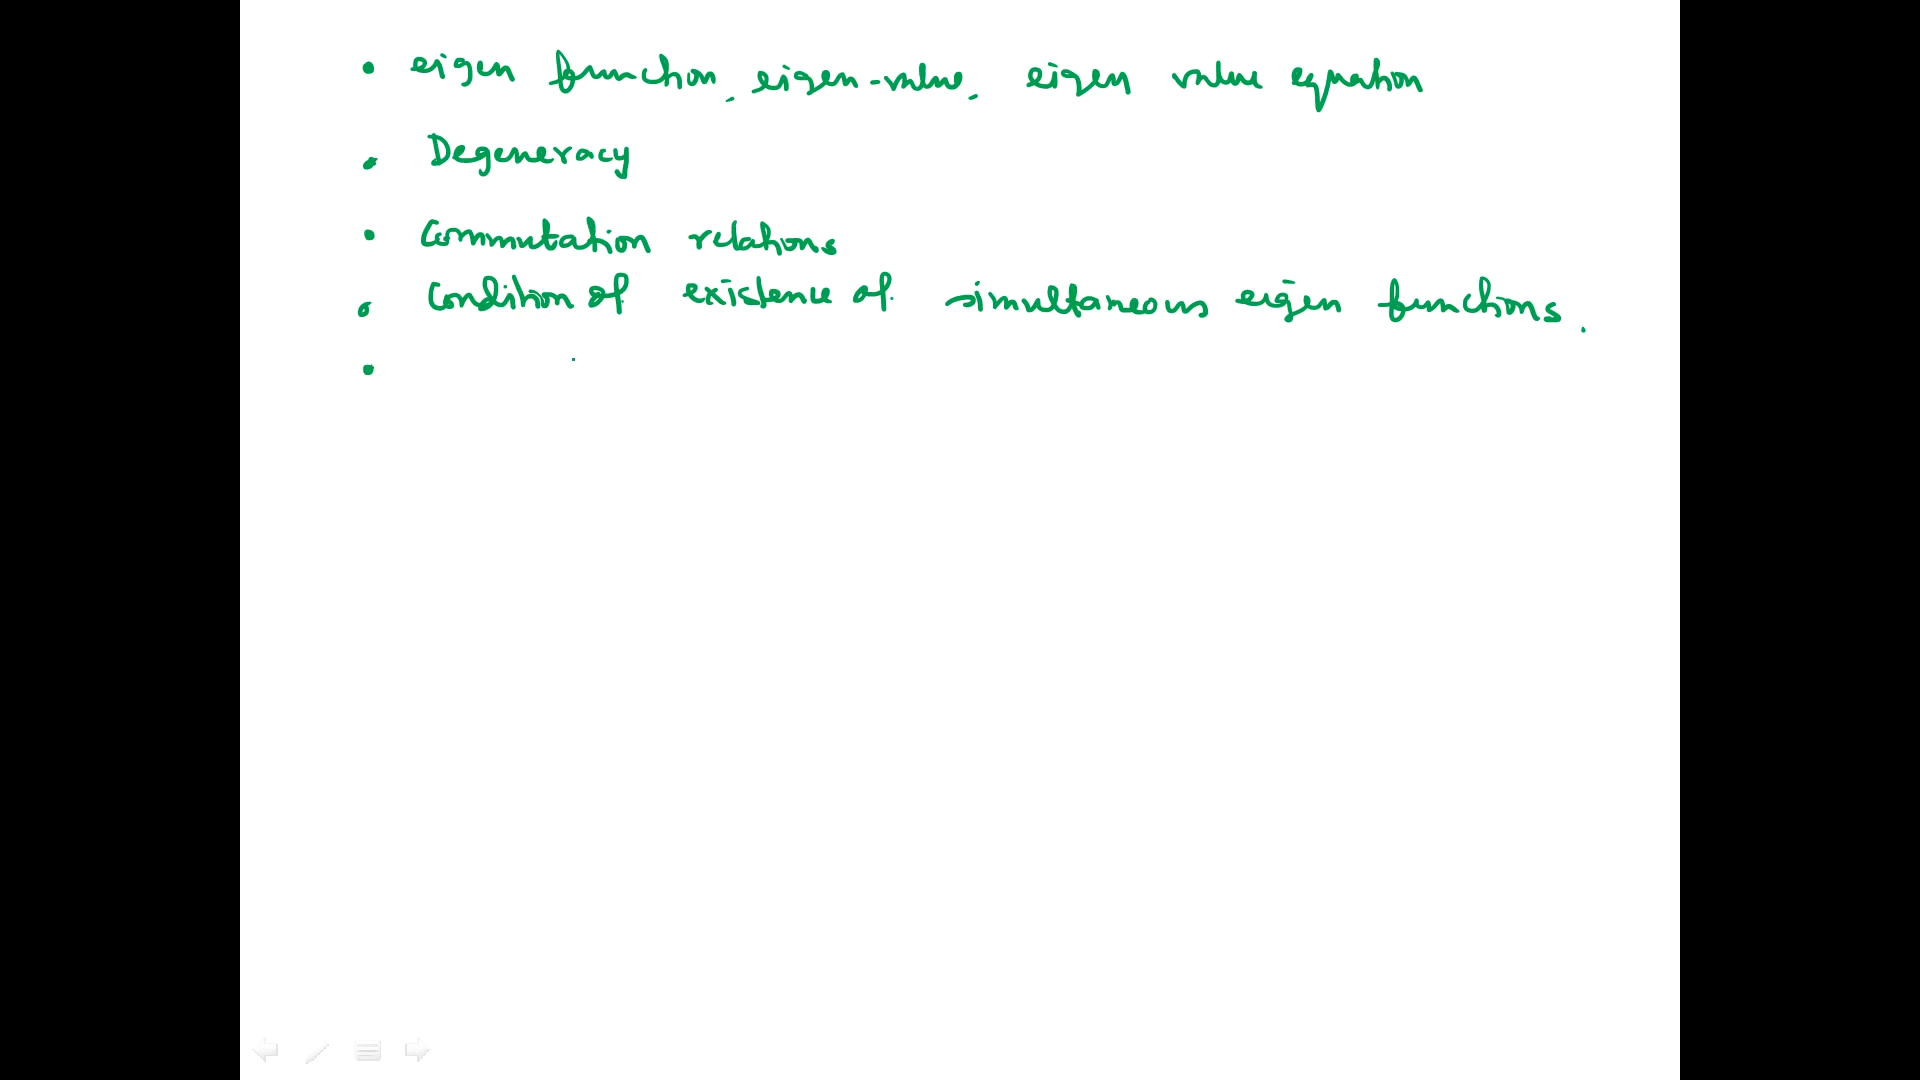 • eigen function, eigen-value, eigen value equation
• Degeneracy
• Commutation relations
• Condition of existence of simultaneous eigen functions.
•